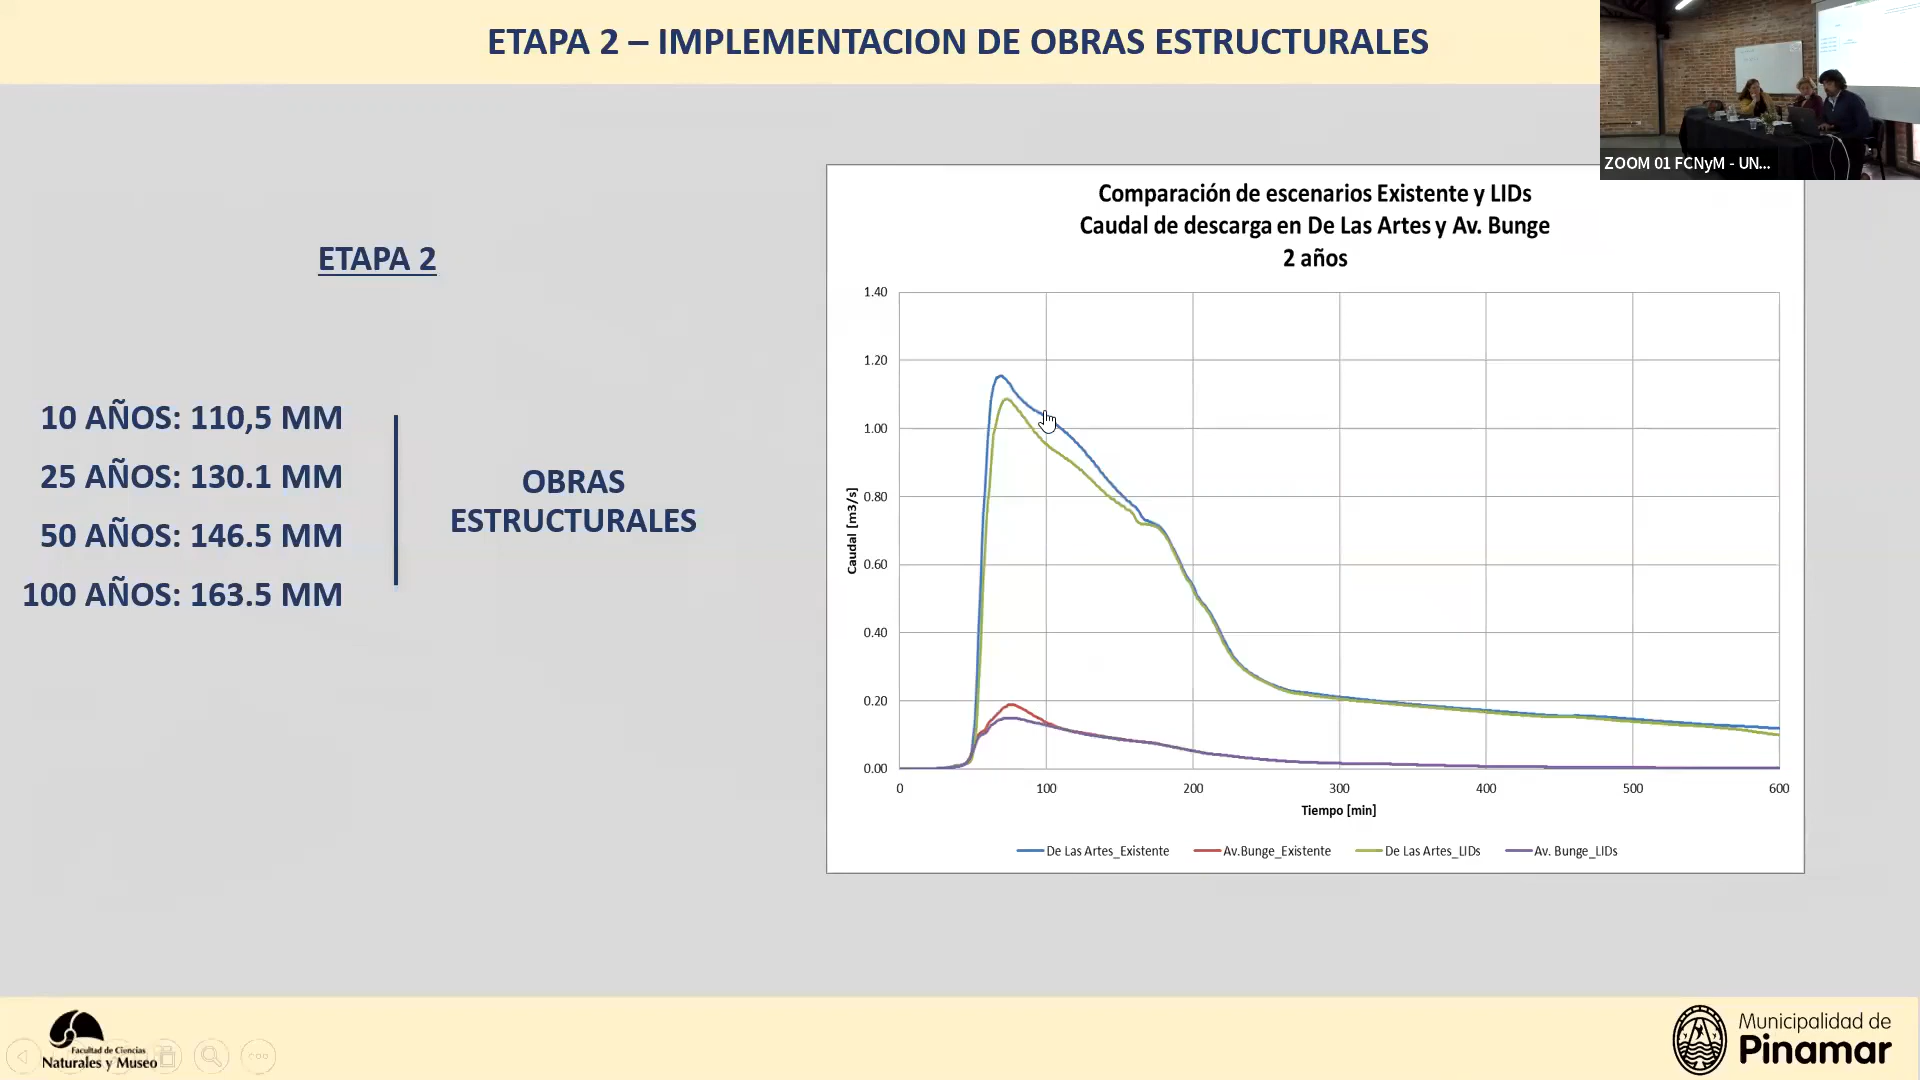 ETAPA 2 – IMPLEMENTACION DE OBRAS ESTRUCTURALES
ZOOM 01 FCNyM - UN...
ETAPA 2
10 AÑOS: 110,5 MM
25 AÑOS: 130.1 MM
50 AÑOS: 146.5 MM
100 AÑOS: 163.5 MM
OBRAS
ESTRUCTURALES
Comparación de escenarios Existente y LIDs
Caudal de descarga en De Las Artes y Av. Bunge
2 años
Caudal [m3/s]
1.40
1.20
1.00
0.80
0.60
0.40
0.20
0.00
0 100 200 300 400 500 600
Tiempo [min]
De Las Artes_Existente Av.Bunge_Existente De Las Artes_LIDs Av. Bunge_LIDs
Facultad de Ciencias
Naturales y Museo
Municipalidad de
Pinamar